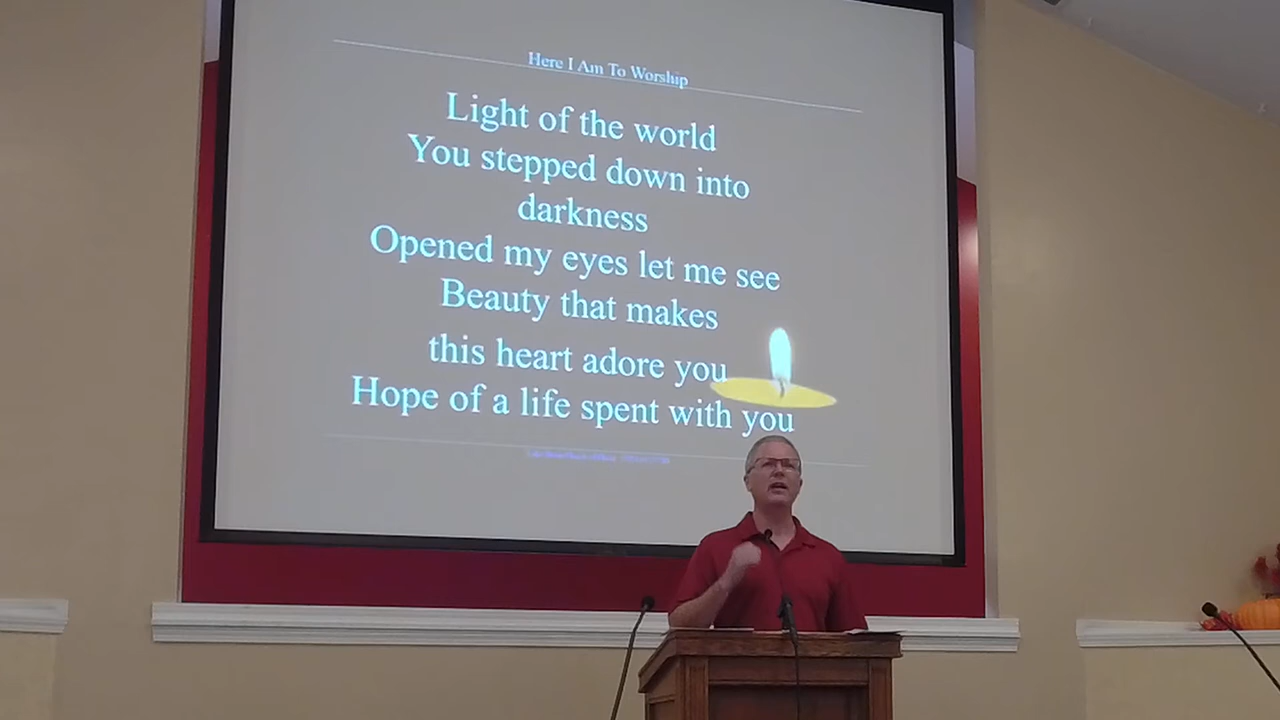 Here I Am To Worship
Light of the world
You stepped down into
darkness
Opened my eyes let me see
Beauty that makes
this heart adore you
Hope of a life spent with you